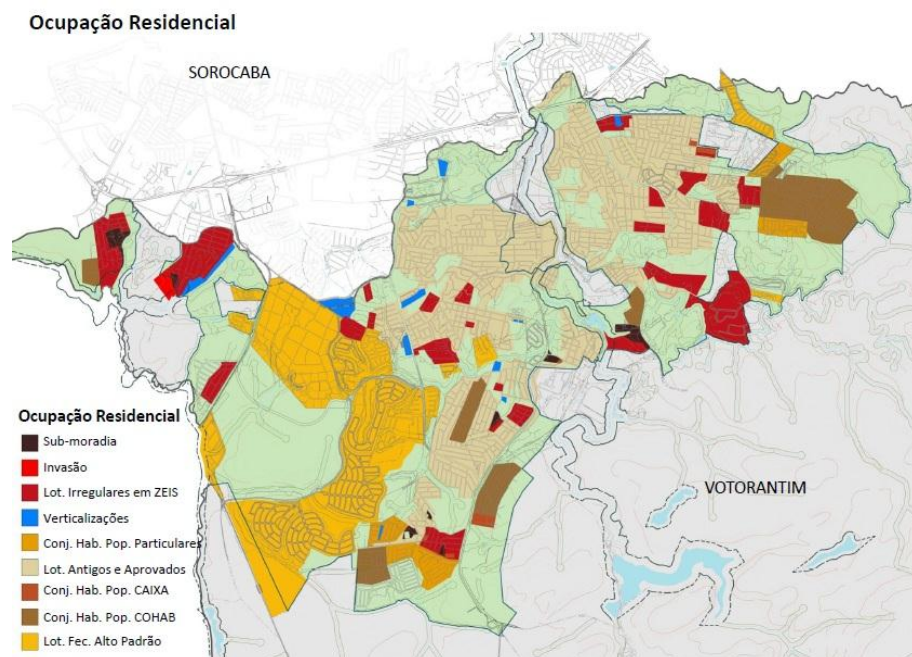 Ocupação Residencial
SOROCABA
VOTORANTIM
Ocupação Residencial
Sub-moradia
Invasão
Lot. Irregulares em ZEIS
Verticalizações
Conj. Hab. Pop. Particulares
Lot. Antigos e Aprovados
Conj. Hab. Pop. CAIXA
Conj. Hab. Pop. COHAB
Lot. Fec. Alto Padrão